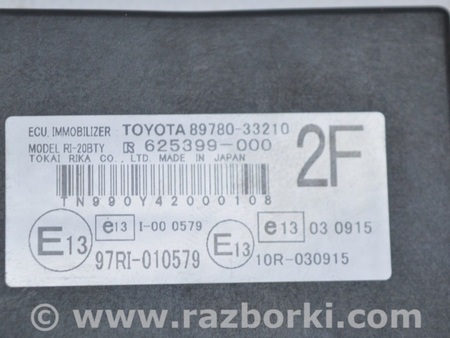 ECU, IMMOBILIZER TOYOTA 89780-33210
MODEL RI-20BTY 625399-000
TOKAI RIKA CO., LTD. MADE IN JAPAN
2F
TN990Y42000108
E13 e13 I-00 0579
97RI-010579
E13 e13 03 0915
10R-030915
© www.razborki.com